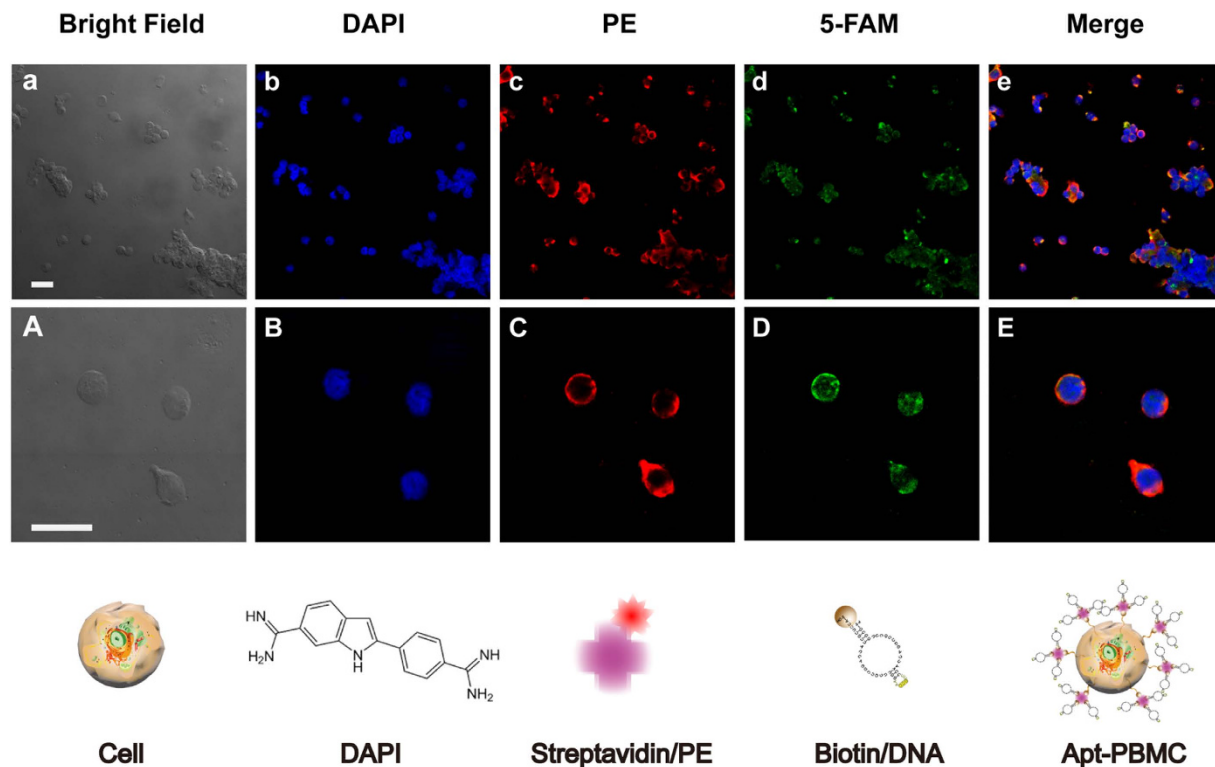 Bright Field DAPI PE 5-FAM Merge
a b c d e
A B C D E
HN
H₂N
N
H
NH
NH₂
Cell DAPI Streptavidin/PE Biotin/DNA Apt-PBMC